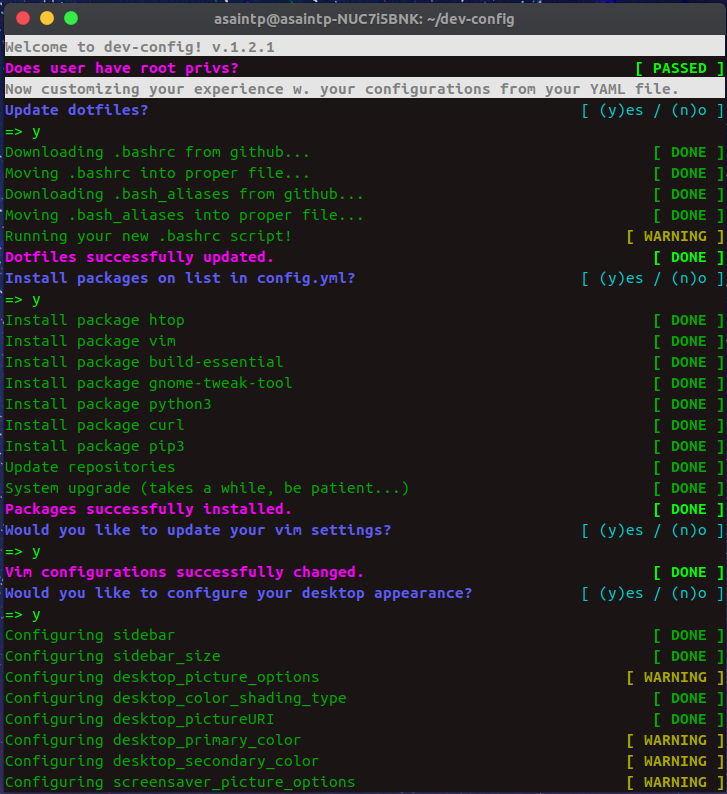 asaintp@asaintp-NUC7i5BNK: ~/dev-config
Welcome to dev-config! v.1.2.1
Does user have root privs? [ PASSED ]
Now customizing your experience w. your configurations from your YAML file.
Update dotfiles? [ (y)es / (n)o ]
=> y
Downloading .bashrc from github... [ DONE ]
Moving .bashrc into proper file... [ DONE ]
Downloading .bash_aliases from github... [ DONE ]
Moving .bash_aliases into proper file... [ DONE ]
Running your new .bashrc script! [ WARNING ]
Dotfiles successfully updated. [ DONE ]
Install packages on list in config.yml? [ (y)es / (n)o ]
=> y
Install package htop [ DONE ]
Install package vim [ DONE ]
Install package build-essential [ DONE ]
Install package gnome-tweak-tool [ DONE ]
Install package python3 [ DONE ]
Install package curl [ DONE ]
Install package pip3 [ DONE ]
Update repositories [ DONE ]
System upgrade (takes a while, be patient...) [ DONE ]
Packages successfully installed. [ DONE ]
Would you like to update your vim settings? [ (y)es / (n)o ]
=> y
Vim configurations successfully changed. [ DONE ]
Would you like to configure your desktop appearance? [ (y)es / (n)o ]
=> y
Configuring sidebar [ DONE ]
Configuring sidebar_size [ DONE ]
Configuring desktop_picture_options [ WARNING ]
Configuring desktop_color_shading_type [ DONE ]
Configuring desktop_pictureURI [ DONE ]
Configuring desktop_primary_color [ WARNING ]
Configuring desktop_secondary_color [ WARNING ]
Configuring screensaver_picture_options [ WARNING ]